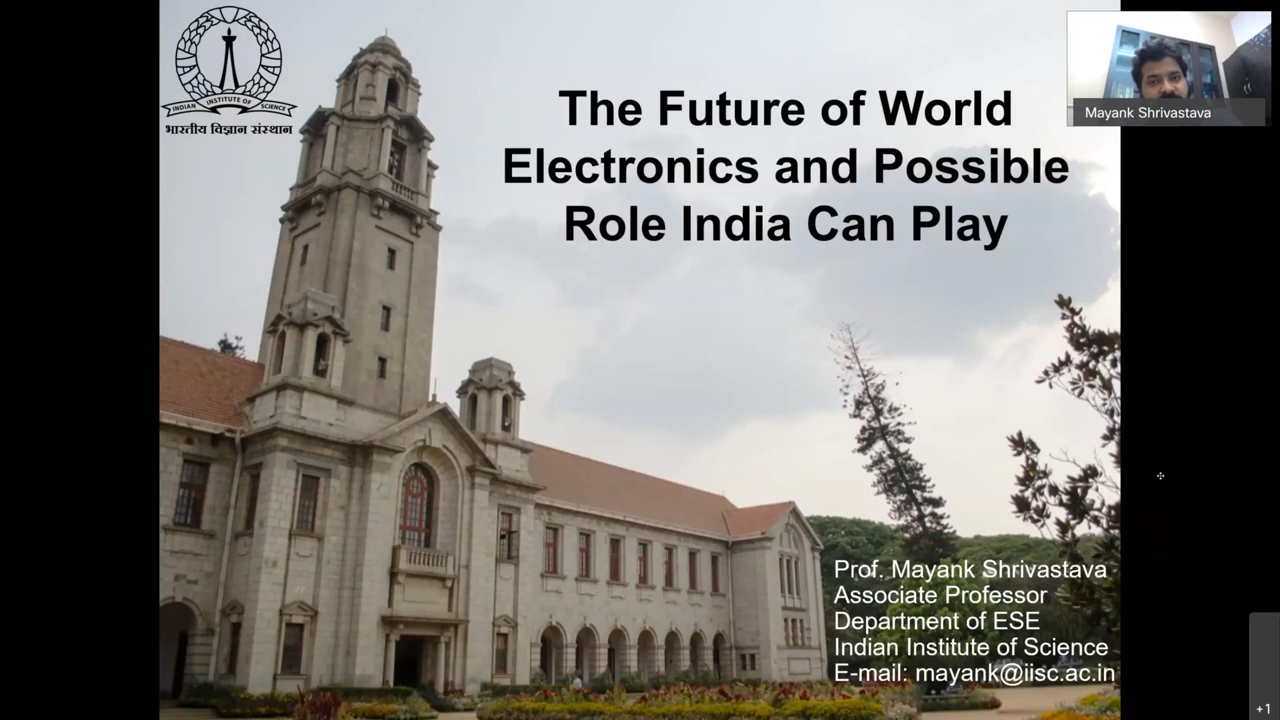 INDIAN INSTITUTE OF SCIENCE
भारतीय विज्ञान संस्थान
The Future of World
Electronics and Possible
Role India Can Play
Mayank Shrivastava
Prof. Mayank Shrivastava
Associate Professor
Department of ESE
Indian Institute of Science
E-mail: mayank@iisc.ac.in
+1